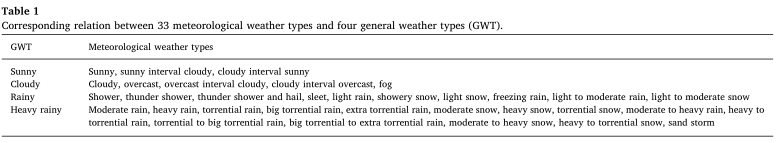 Table 1
Corresponding relation between 33 meteorological weather types and four general weather types (GWT).
GWT Meteorological weather types
Sunny Sunny, sunny interval cloudy, cloudy interval sunny
Cloudy Cloudy, overcast, overcast interval cloudy, cloudy interval overcast, fog
Rainy Shower, thunder shower, thunder shower and hail, sleet, light rain, showery snow, light snow, freezing rain, light to moderate rain, light to moderate snow
Heavy rainy Moderate rain, heavy rain, torrential rain, big torrential rain, extra torrential rain, moderate snow, heavy snow, torrential snow, moderate to heavy rain, heavy to
torrential rain, torrential to big torrential rain, big torrential to extra torrential rain, moderate to heavy snow, heavy to torrential snow, sand storm